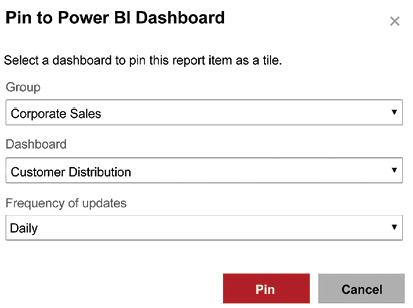 Pin to Power BI Dashboard
Select a dashboard to pin this report item as a tile.
Group
Corporate Sales
Dashboard
Customer Distribution
Frequency of updates
Daily
Pin
Cancel